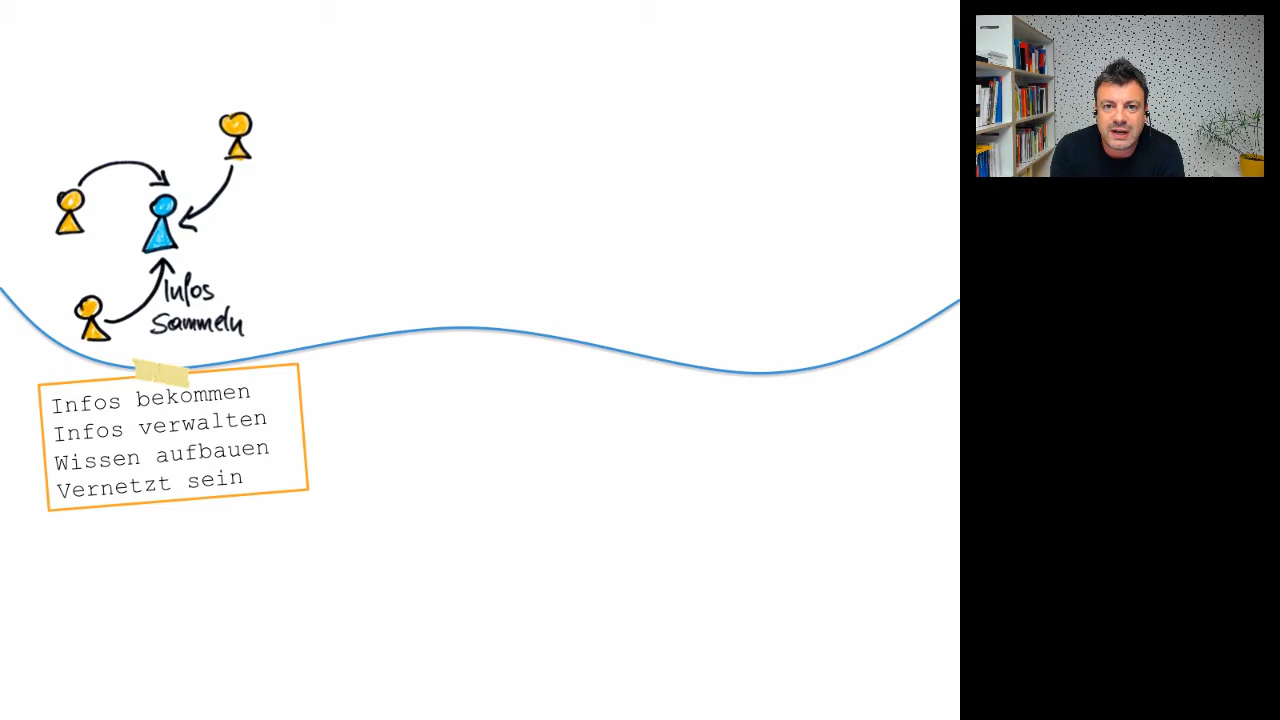 Infos
Sammeln
Infos bekommen
Infos verwalten
Wissen aufbauen
Vernetzt sein